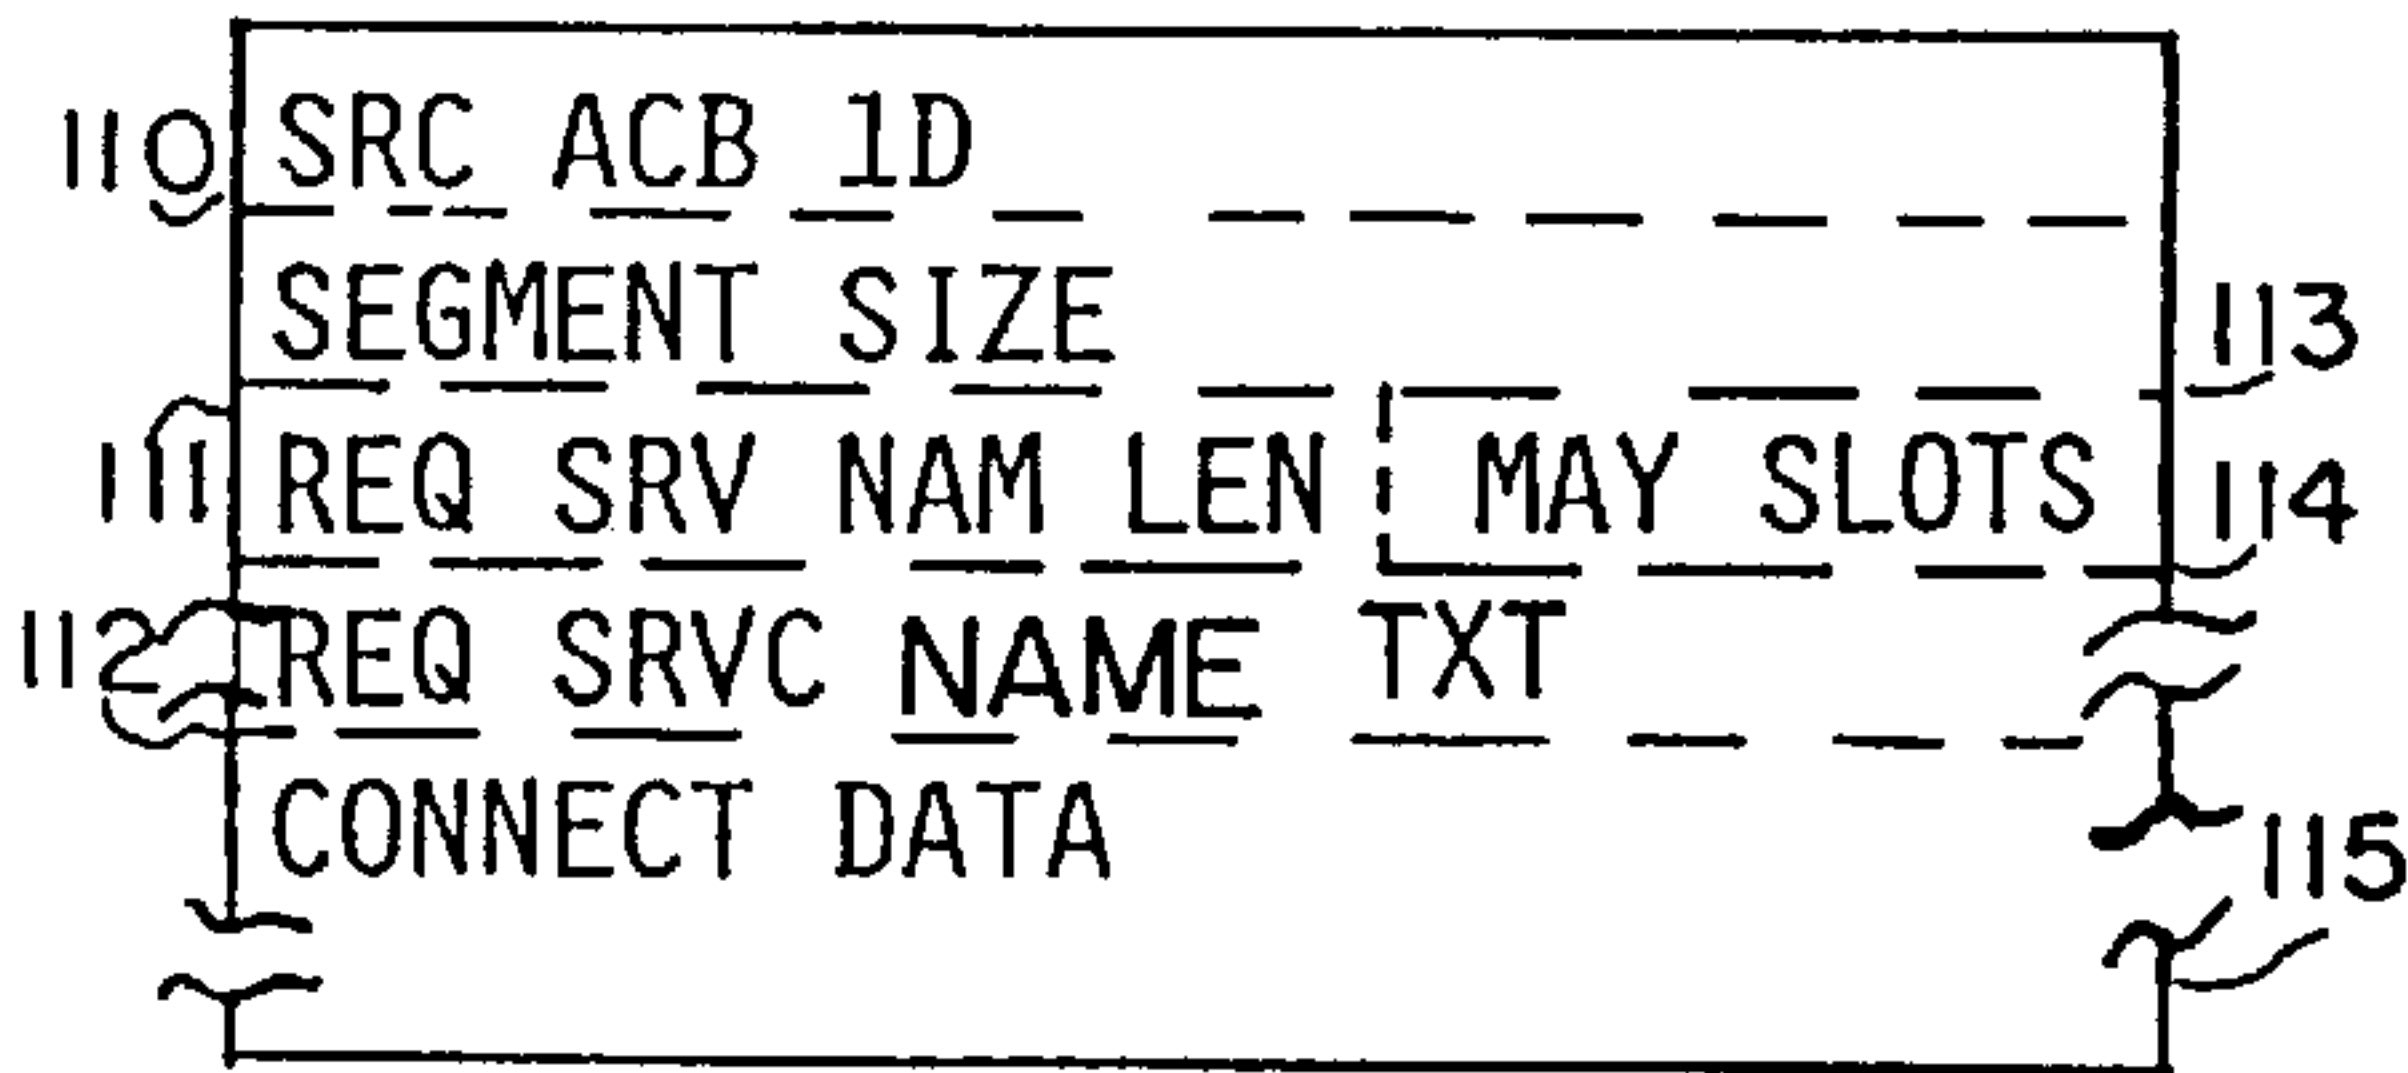 110 SRC ACB 1D
SEGMENT SIZE 113
111 REQ SRV NAM LEN MAY SLOTS 114
112 REQ SRVC NAME TXT
CONNECT DATA 115